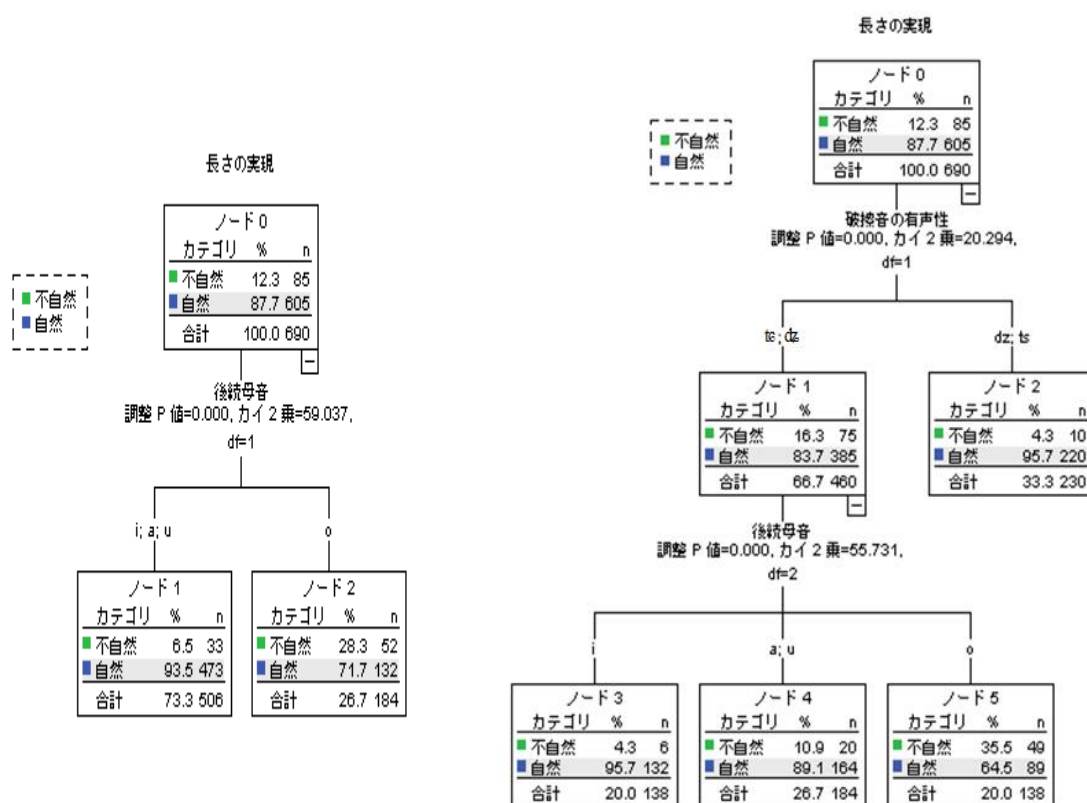 長さの実現
不自然
自然
ノード 0
カテゴリ % n
不自然 12.3 85
自然 87.7 605
合計 100.0 690
後続母音
調整 P 値=0.000, カイ 2 乗=59.037,
df=1
i; a; u
o
ノード 1
カテゴリ % n
不自然 6.5 33
自然 93.5 473
合計 73.3 506
ノード 2
カテゴリ % n
不自然 28.3 52
自然 71.7 132
合計 26.7 184
長さの実現
不自然
自然
ノード 0
カテゴリ % n
不自然 12.3 85
自然 87.7 605
合計 100.0 690
破擦音の有声性
調整 P 値=0.000, カイ 2 乗=20.294,
df=1
dz; ts
ノード 1
カテゴリ % n
不自然 16.3 75
自然 83.7 385
合計 66.7 460
ノード 2
カテゴリ % n
不自然 4.3 10
自然 95.7 220
合計 33.3 230
後続母音
調整 P 値=0.000, カイ 2 乗=55.731,
df=2
i
a; u
o
ノード 3
カテゴリ % n
不自然 4.3 6
自然 95.7 132
合計 20.0 138
ノード 4
カテゴリ % n
不自然 10.9 20
自然 89.1 164
合計 26.7 184
ノード 5
カテゴリ % n
不自然 35.5 49
自然 64.5 89
合計 20.0 138